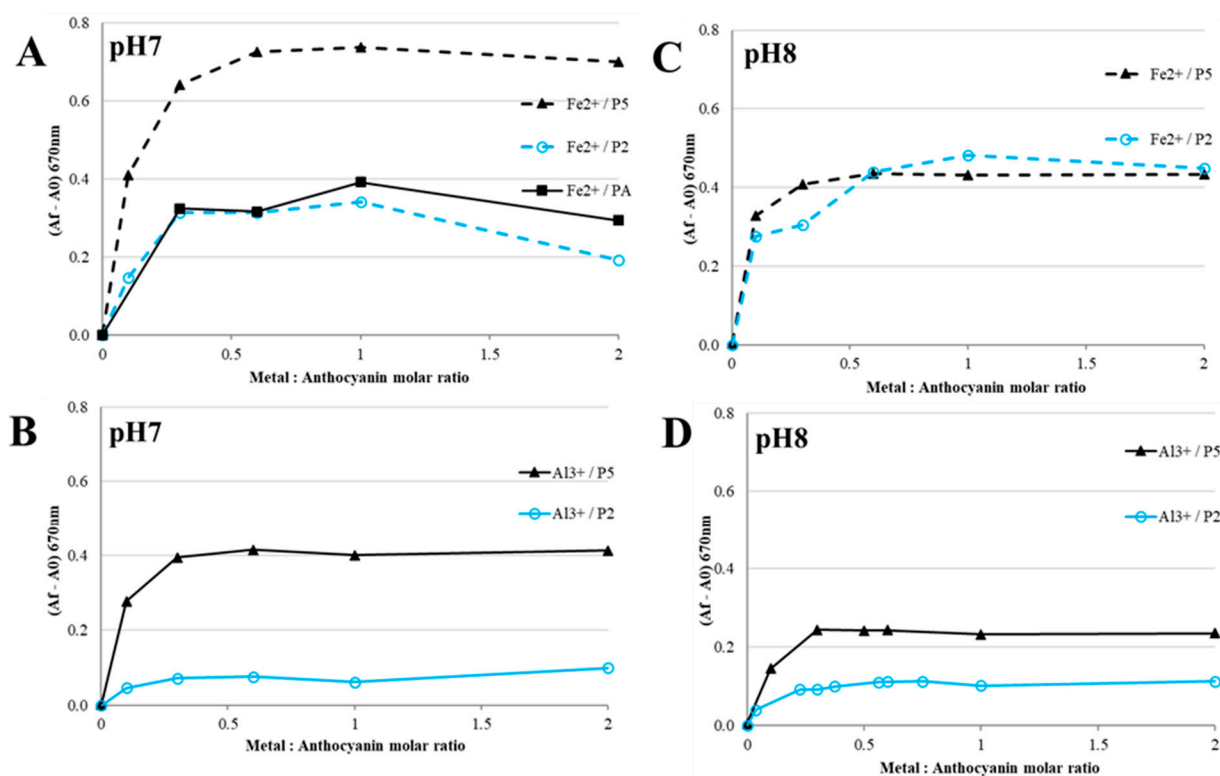 A
pH7
(Af - A0) 670nm
0.8
0.6
0.4
0.2
0.0
Fe2+ / P5
Fe2+ / P2
Fe2+ / PA
0
0.5
1
1.5
2
Metal : Anthocyanin molar ratio
C
pH8
(Af - A0) 670nm
0.8
0.6
0.4
0.2
0.0
Fe2+ / P5
Fe2+ / P2
0
0.5
1
1.5
2
Metal : Anthocyanin molar ratio
B
pH7
(Af - A0) 670nm
0.8
0.6
0.4
0.2
0.0
Al3+ / P5
Al3+ / P2
0
0.5
1
1.5
2
Metal : Anthocyanin molar ratio
D
pH8
(Af - A0) 670nm
0.8
0.6
0.4
0.2
0.0
Al3+ / P5
Al3+ / P2
0
0.5
1
1.5
2
Metal : Anthocyanin molar ratio